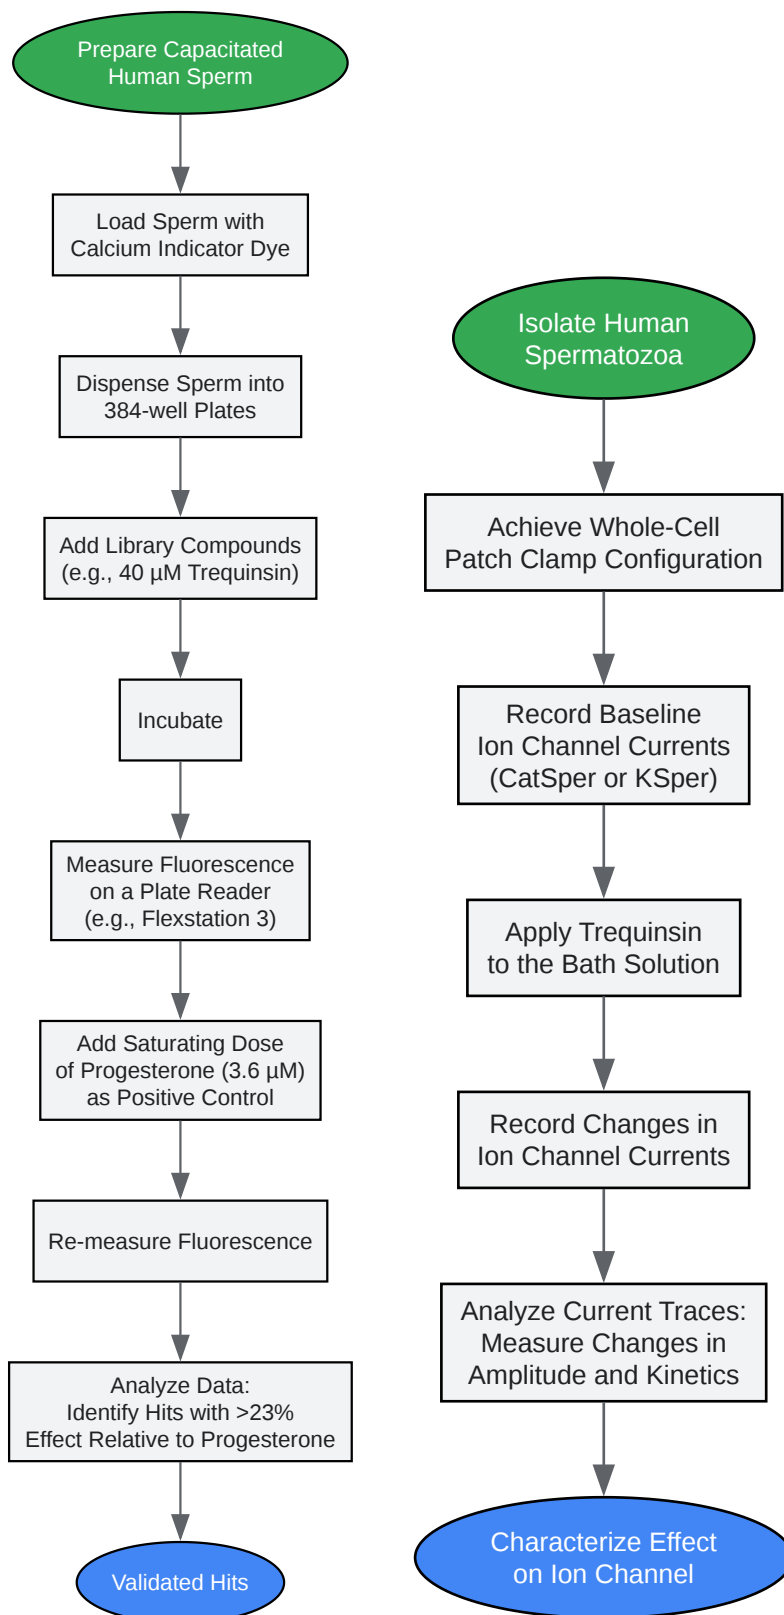 Prepare Capacitated
Human Sperm
Load Sperm with
Calcium Indicator Dye
Dispense Sperm into
384-well Plates
Add Library Compounds
(e.g., 40 µM Trequinsin)
Incubate
Measure Fluorescence
on a Plate Reader
(e.g., Flexstation 3)
Add Saturating Dose
of Progesterone (3.6 µM)
as Positive Control
Re-measure Fluorescence
Analyze Data:
Identify Hits with >23%
Effect Relative to Progesterone
Validated Hits
Isolate Human
Spermatozoa
Achieve Whole-Cell
Patch Clamp Configuration
Record Baseline
Ion Channel Currents
(CatSper or KSper)
Apply Trequinsin
to the Bath Solution
Record Changes in
Ion Channel Currents
Analyze Current Traces:
Measure Changes in
Amplitude and Kinetics
Characterize Effect
on Ion Channel